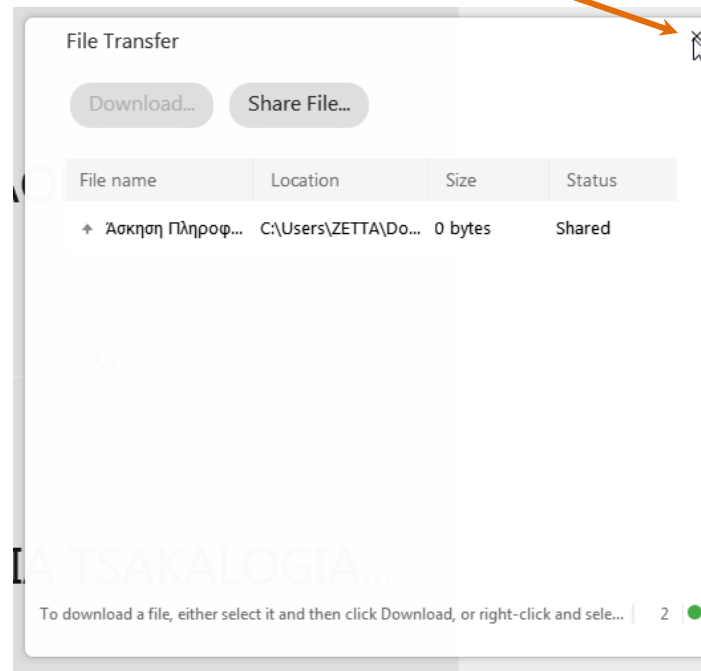 File Transfer
Download... Share File...
File name Location Size Status
Άσκηση Πληροφ... C:\Users\ZETTA\Do... 0 bytes Shared
IA TSAKALOGIA...
To download a file, either select it and then click Download, or right-click and sele... 2